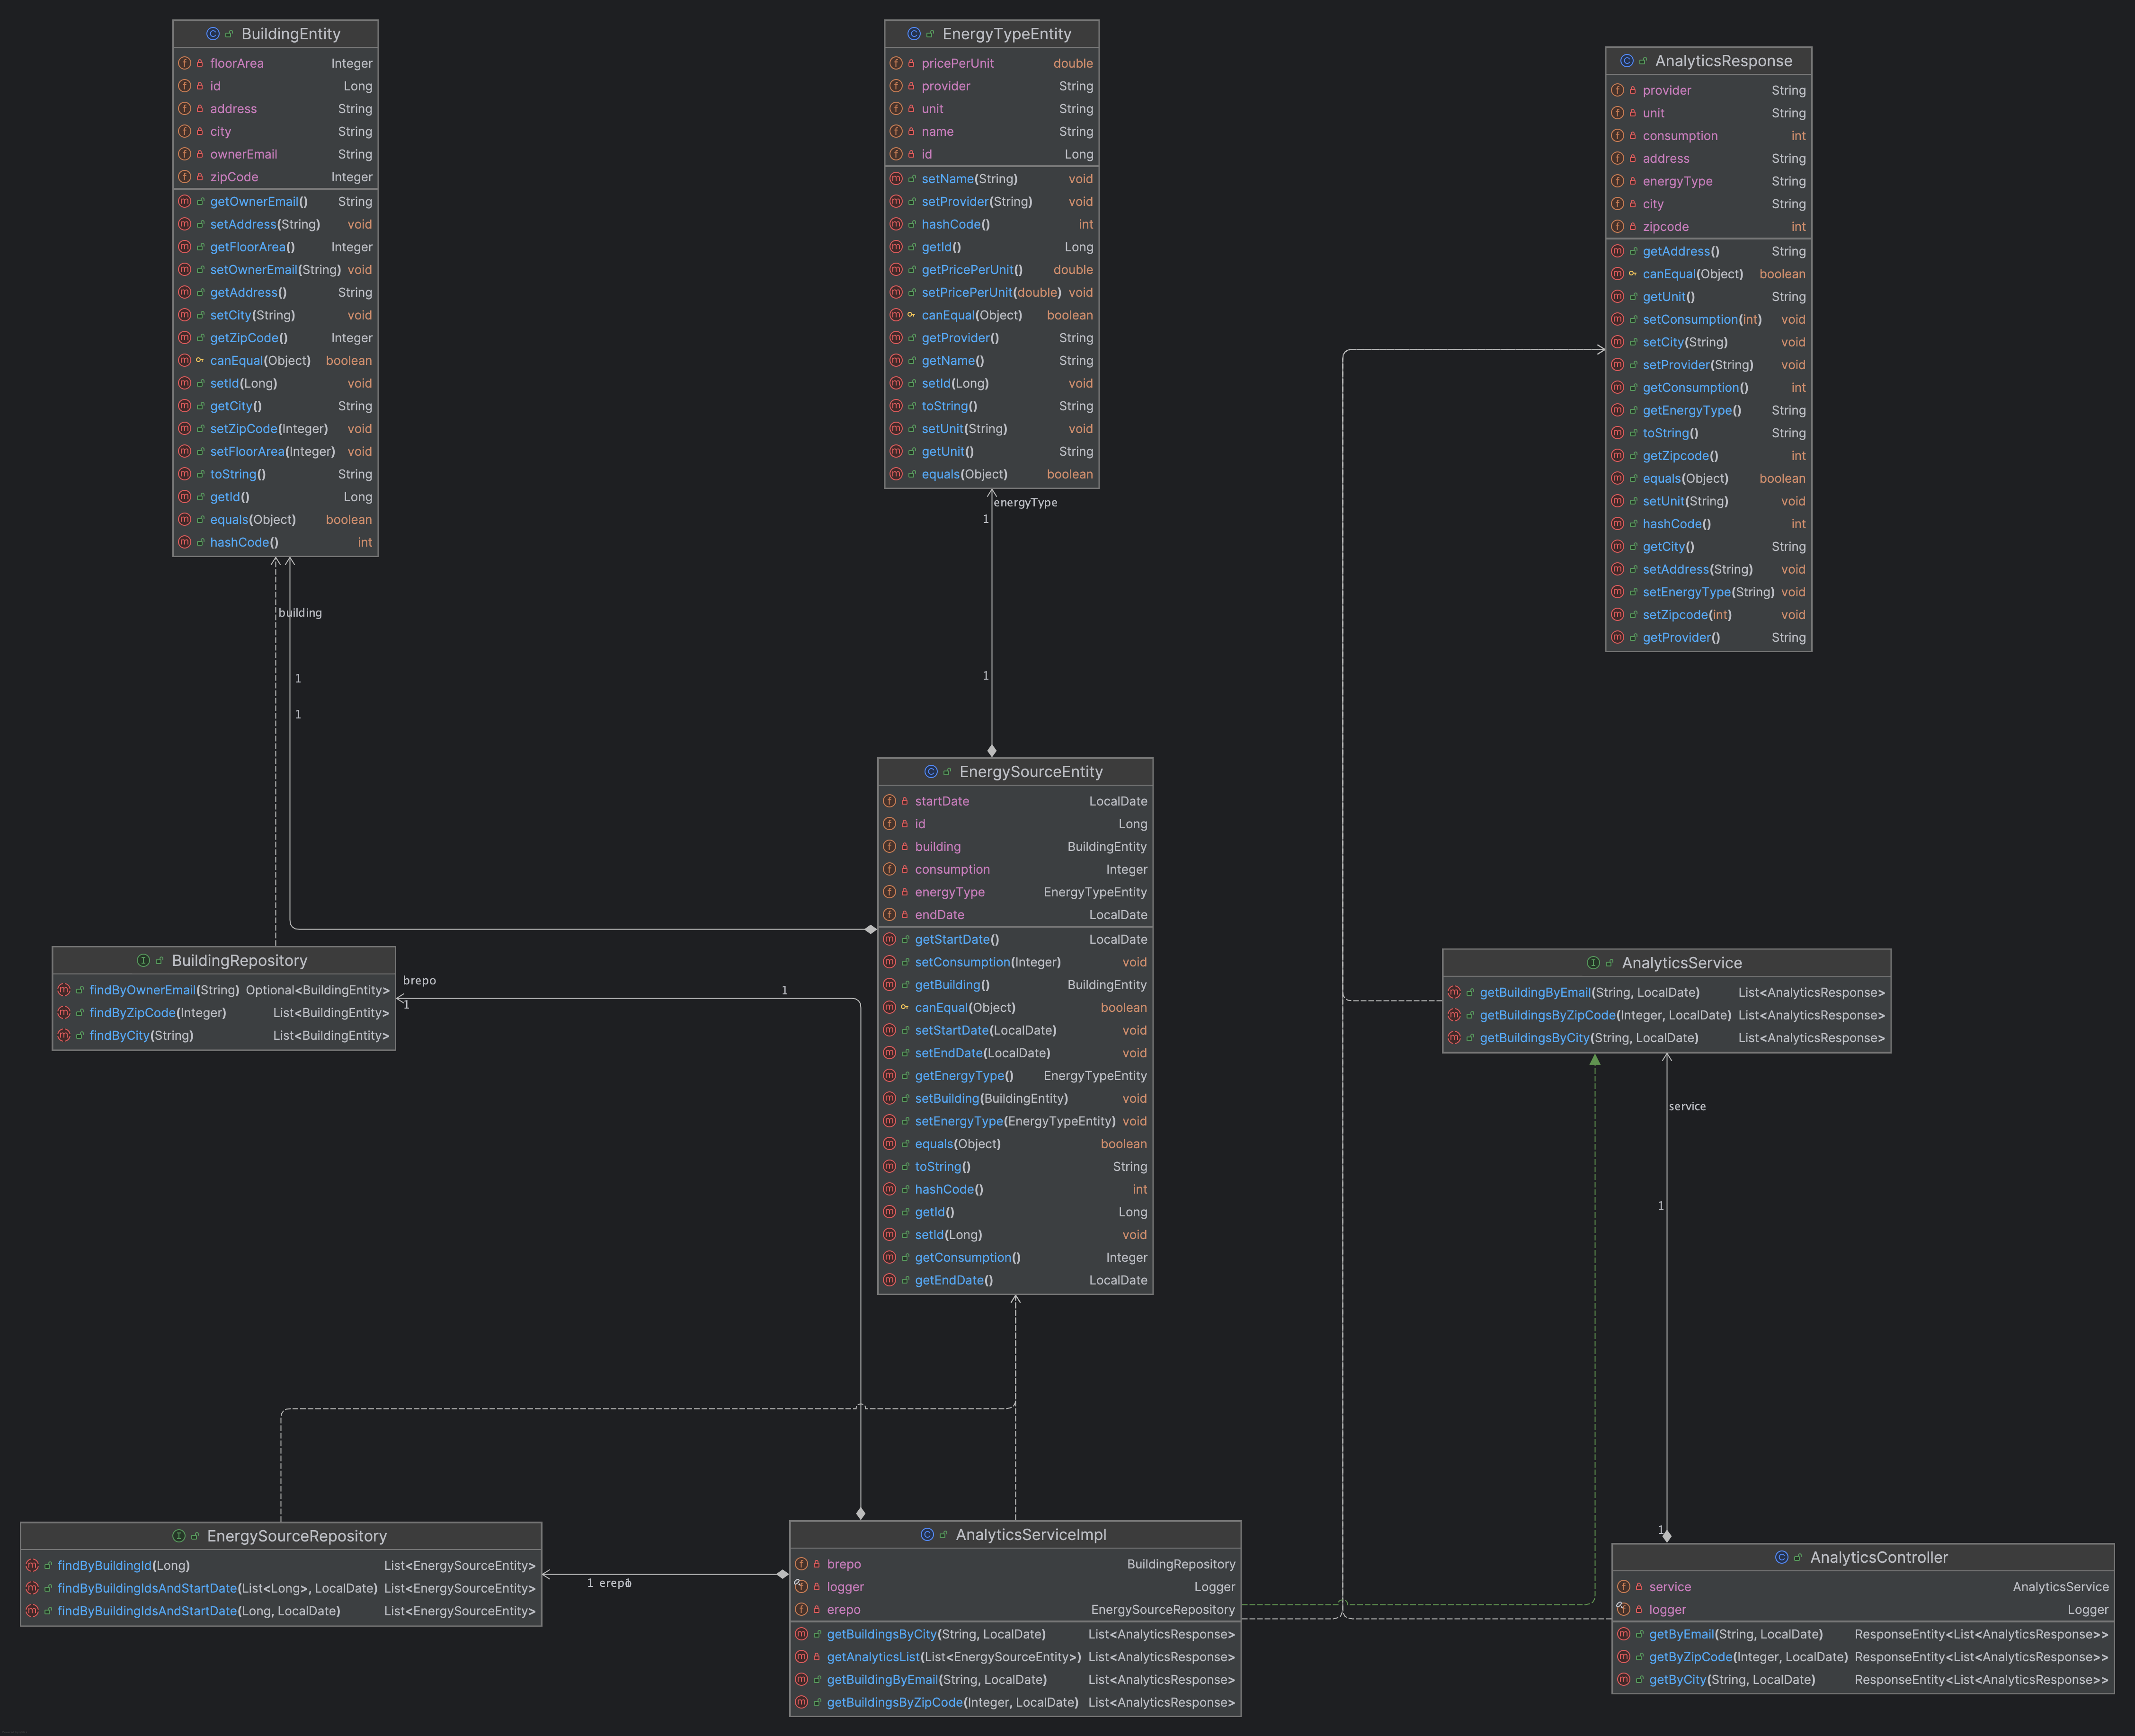 BuildingEntity
floorArea Integer
id Long
address String
city String
ownerEmail String
zipCode Integer
getOwnerEmail() String
setAddress(String) void
getFloorArea() Integer
setOwnerEmail(String) void
getAddress() String
setCity(String) void
getZipCode() Integer
canEqual(Object) boolean
setId(Long) void
getCity() String
setZipCode(Integer) void
setFloorArea(Integer) void
toString() String
getId() Long
equals(Object) boolean
hashCode() int
EnergyTypeEntity
pricePerUnit double
provider String
unit String
name String
id Long
setName(String) void
setProvider(String) void
hashCode() int
getId() Long
getPricePerUnit() double
setPricePerUnit(double) void
canEqual(Object) boolean
getProvider() String
getName() String
setId(Long) void
toString() String
setUnit(String) void
getUnit() String
equals(Object) boolean
AnalyticsResponse
provider String
unit String
consumption int
address String
energyType String
city String
zipcode int
getAddress() String
canEqual(Object) boolean
getUnit() String
setConsumption(int) void
setCity(String) void
setProvider(String) void
getConsumption() int
getEnergyType() String
toString() String
getZipcode() int
equals(Object) boolean
setUnit(String) void
hashCode() int
getCity() String
setAddress(String) void
setEnergyType(String) void
setZipcode(int) void
getProvider() String
energyType
1
1
building
1
1
EnergySourceEntity
startDate LocalDate
id Long
building BuildingEntity
consumption Integer
energyType EnergyTypeEntity
endDate LocalDate
getStartDate() LocalDate
setConsumption(Integer) void
getBuilding() BuildingEntity
canEqual(Object) boolean
setStartDate(LocalDate) void
setEndDate(LocalDate) void
getEnergyType() EnergyTypeEntity
setBuilding(BuildingEntity) void
setEnergyType(EnergyTypeEntity) void
equals(Object) boolean
toString() String
hashCode() int
getId() Long
setId(Long) void
getConsumption() Integer
getEndDate() LocalDate
BuildingRepository
findByOwnerEmail(String) Optional<BuildingEntity>
findByZipCode(Integer) List<BuildingEntity>
findByCity(String) List<BuildingEntity>
brepo
1
1
AnalyticsService
getBuildingByEmail(String, LocalDate) List<AnalyticsResponse>
getBuildingsByZipCode(Integer, LocalDate) List<AnalyticsResponse>
getBuildingsByCity(String, LocalDate) List<AnalyticsResponse>
service
1
1
EnergySourceRepository
findByBuildingId(Long) List<EnergySourceEntity>
findByBuildingIdsAndStartDate(List<Long>, LocalDate) List<EnergySourceEntity>
findByBuildingIdsAndStartDate(Long, LocalDate) List<EnergySourceEntity>
1 erepo 1
AnalyticsServiceImpl
brepo BuildingRepository
logger Logger
erepo EnergySourceRepository
getBuildingsByCity(String, LocalDate) List<AnalyticsResponse>
getAnalyticsList(List<EnergySourceEntity>) List<AnalyticsResponse>
getBuildingByEmail(String, LocalDate) List<AnalyticsResponse>
getBuildingsByZipCode(Integer, LocalDate) List<AnalyticsResponse>
AnalyticsController
service AnalyticsService
logger Logger
getByEmail(String, LocalDate) ResponseEntity<List<AnalyticsResponse>>
getByZipCode(Integer, LocalDate) ResponseEntity<List<AnalyticsResponse>>
getByCity(String, LocalDate) ResponseEntity<List<AnalyticsResponse>>